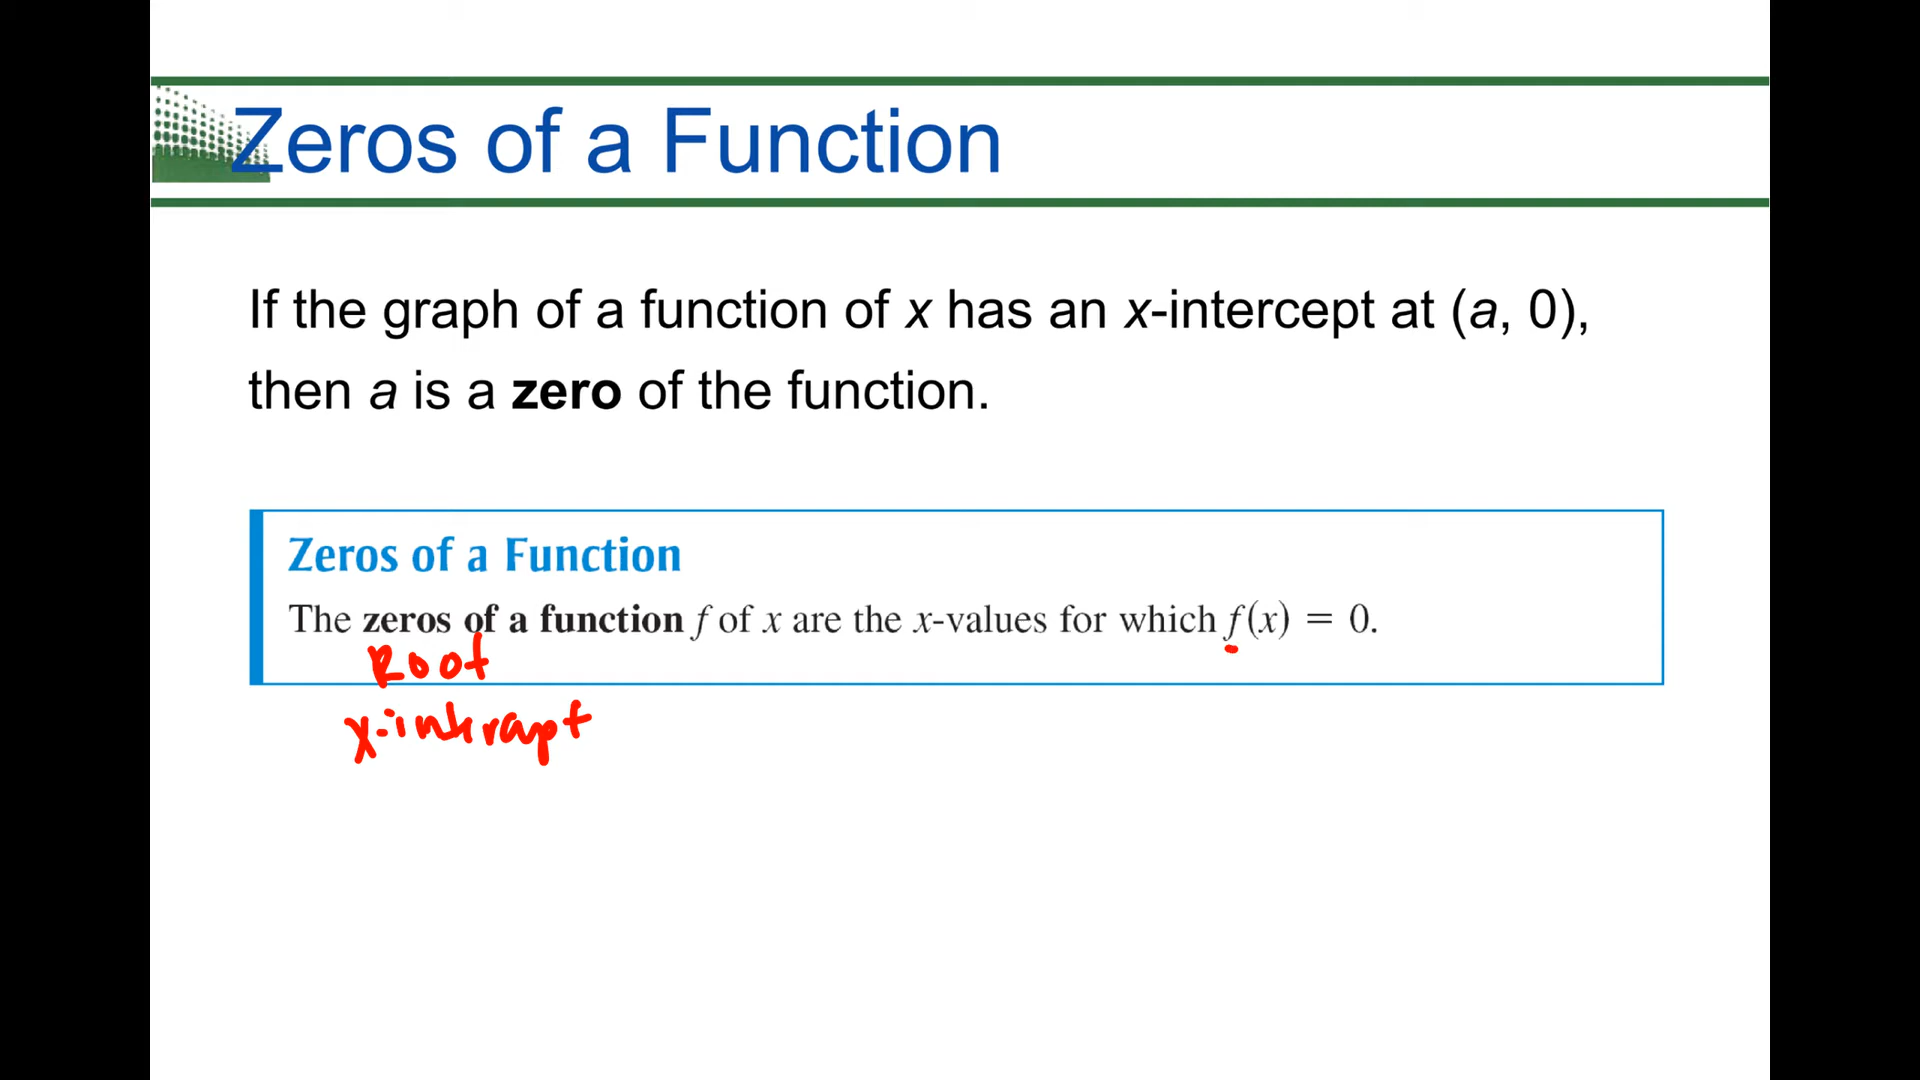 Zeros of a Function
If the graph of a function of x has an x-intercept at (a, 0),
then a is a zero of the function.
Zeros of a Function
The zeros of a function f of x are the x-values for which f(x) = 0.
Root
x-intercept